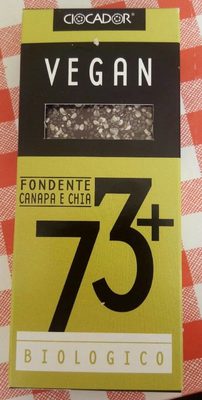 CIOCADOR®
VEGAN
FONDENTE
CANAPA E CHIA
73+
BIOLOGICO